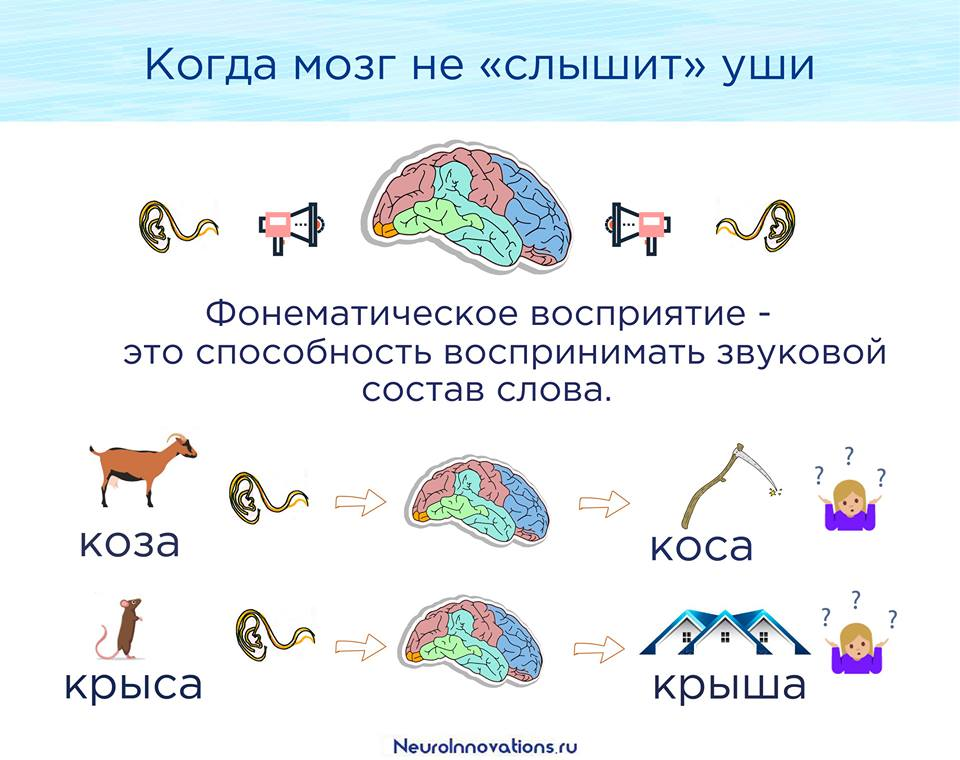 Когда мозг не «слышит» уши
Фонематическое восприятие -
это способность воспринимать звуковой
состав слова.
? ? ?
коза
коса
? ? ?
крыса
крыша
NeuroInnovations.ru